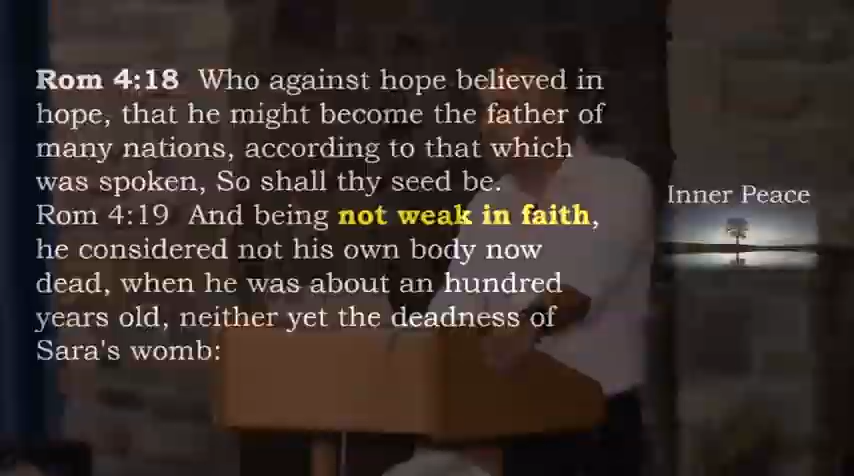 Rom 4:18 Who against hope believed in
hope, that he might become the father of
many nations, according to that which
was spoken, So shall thy seed be.
Rom 4:19 And being not weak in faith,
he considered not his own body now
dead, when he was about an hundred
years old, neither yet the deadness of
Sara's womb:
Inner Peace